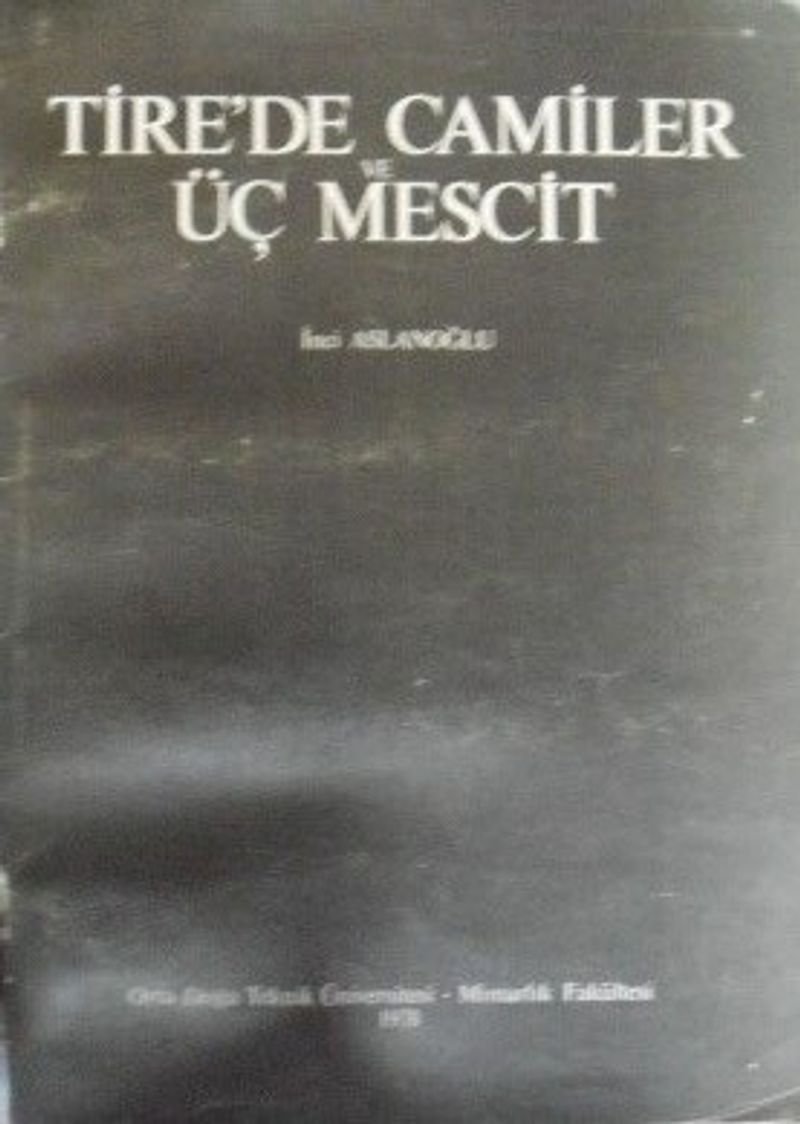 TİRE'DE CAMİLER
VE
ÜÇ MESCİT
İnci ASLANOĞLU
Orta Doğu Teknik Üniversitesi - Mimarlık Fakültesi
1978